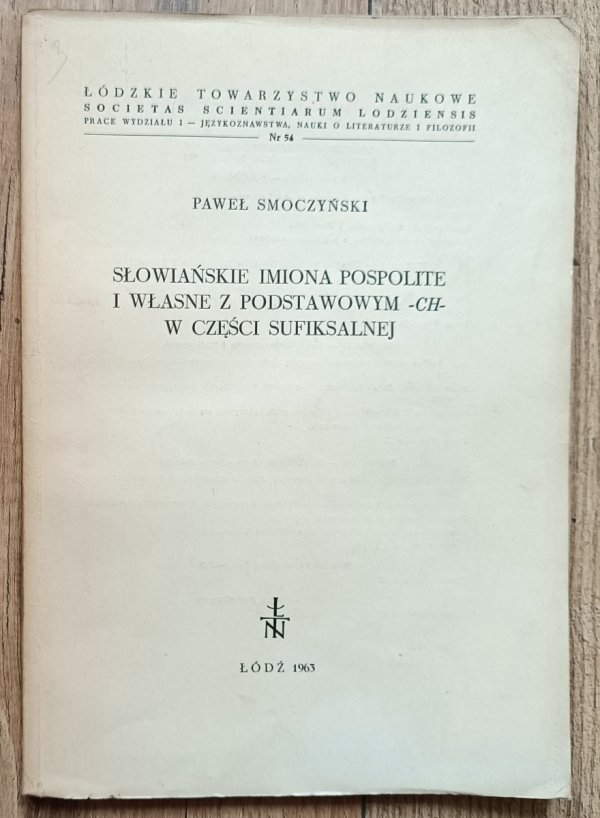 3
ŁÓDZKIE TOWARZYSTWO NAUKOWE
SOCIETAS SCIENTIARUM LODZIENSIS
PRACE WYDZIAŁU I — JĘZYKOZNAWSTWA, NAUKI O LITERATURZE I FILOZOFII
Nr 54
PAWEŁ SMOCZYŃSKI
SŁOWIAŃSKIE IMIONA POSPOLITE
I WŁASNE Z PODSTAWOWYM -CH-
W CZĘŚCI SUFIKSALNEJ
ŁTN
ŁÓDŹ 1963